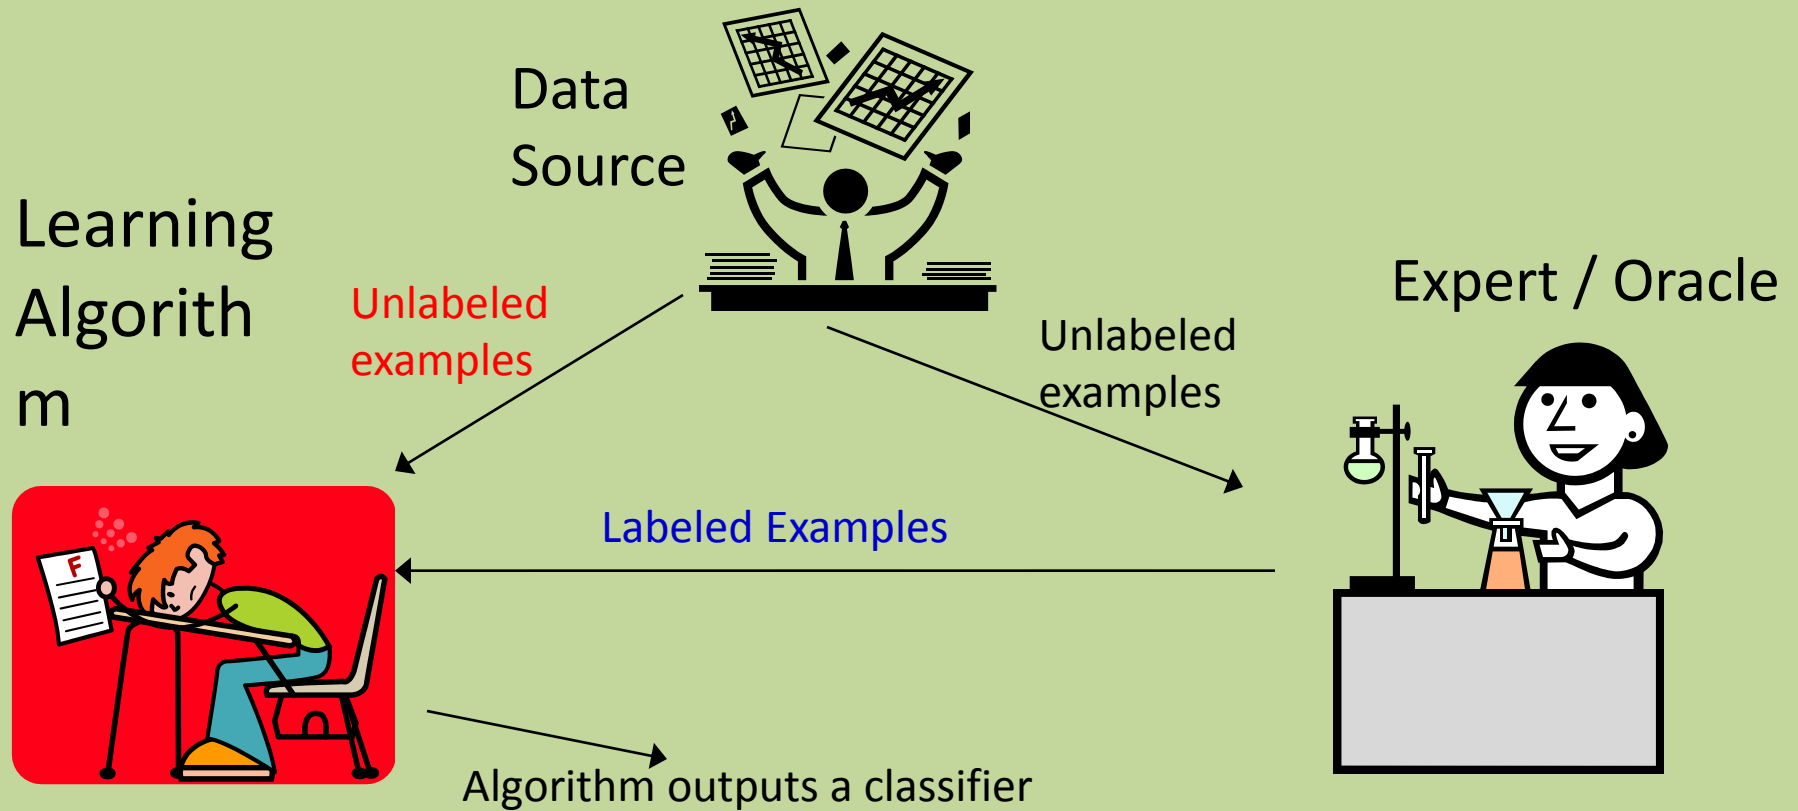 Data
Source
Learning
Algorith
m
Unlabeled
examples
Unlabeled
examples
Expert / Oracle
Labeled Examples
F
Algorithm outputs a classifier